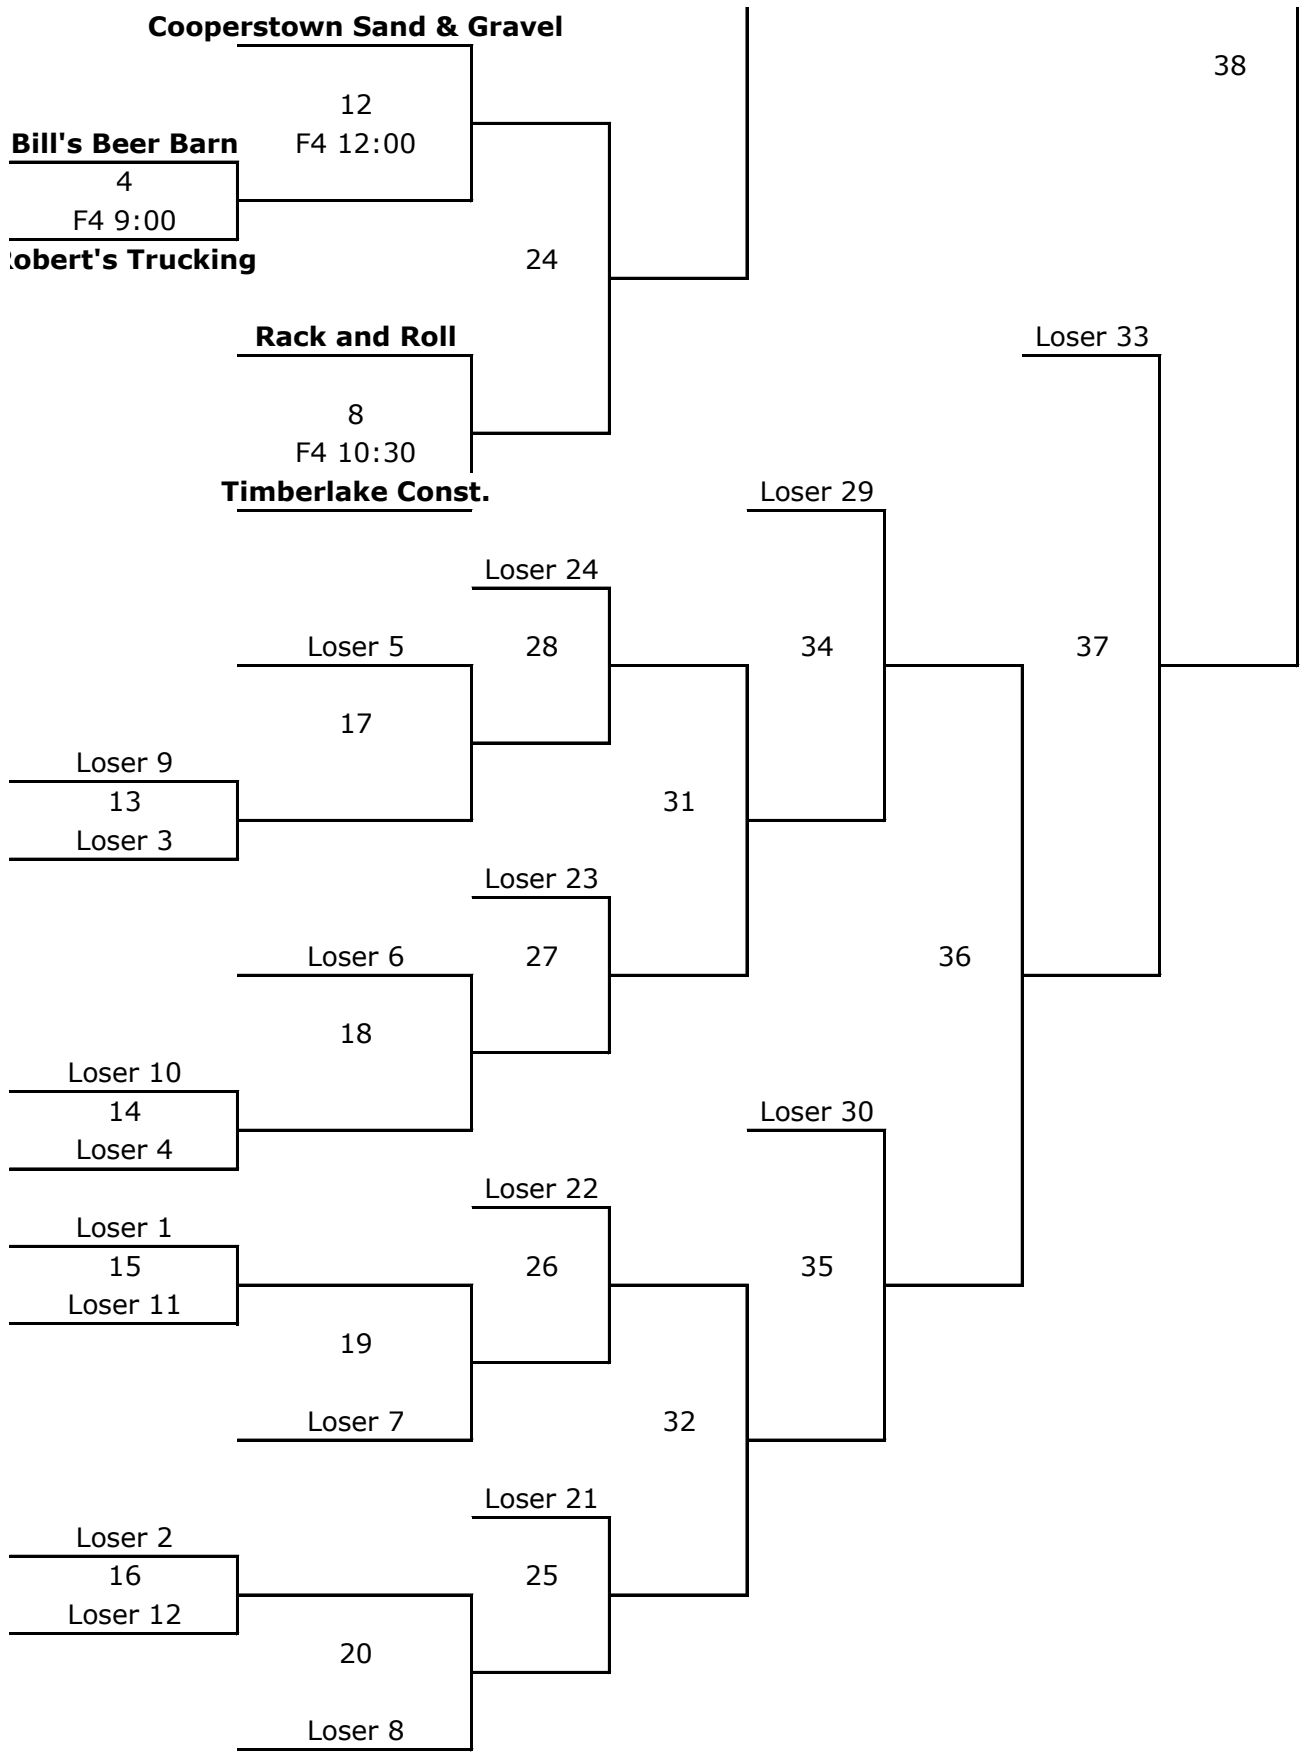 Cooperstown Sand & Gravel
38
12
Bill's Beer Barn
F4 12:00
4
F4 9:00
obert's Trucking
24
Rack and Roll
Loser 33
8
F4 10:30
Timberlake Const.
Loser 29
Loser 24
Loser 5
28
34
37
17
Loser 9
13
31
Loser 3
Loser 23
Loser 6
27
36
18
Loser 10
14
Loser 30
Loser 4
Loser 22
Loser 1
15
26
35
Loser 11
19
Loser 7
32
Loser 21
Loser 2
16
25
Loser 12
20
Loser 8